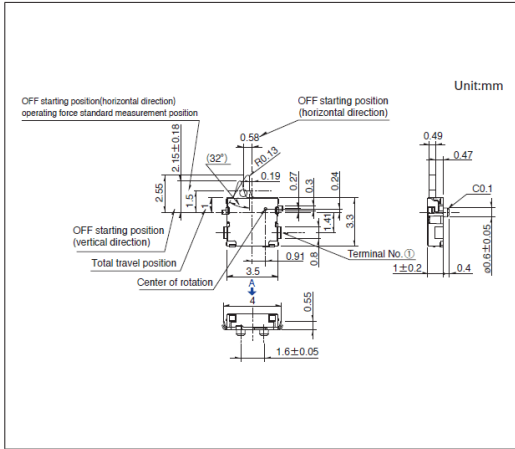 Unit:mm
OFF starting position(horizontal direction)
operating force standard measurement position
OFF starting position
(horizontal direction)
0.58
2.15±0.18
(32°)
R0.13
0.19
0.49
0.47
2.55
1.5
1
0.27
0.3
0.24
C0.1
OFF starting position
(vertical direction)
1.41
3.3
Total travel position
0.91
0.8
Terminal No.①
Center of rotation
3.5
1±0.2
0.4
ø0.6±0.05
A
4
0.55
1.6±0.05